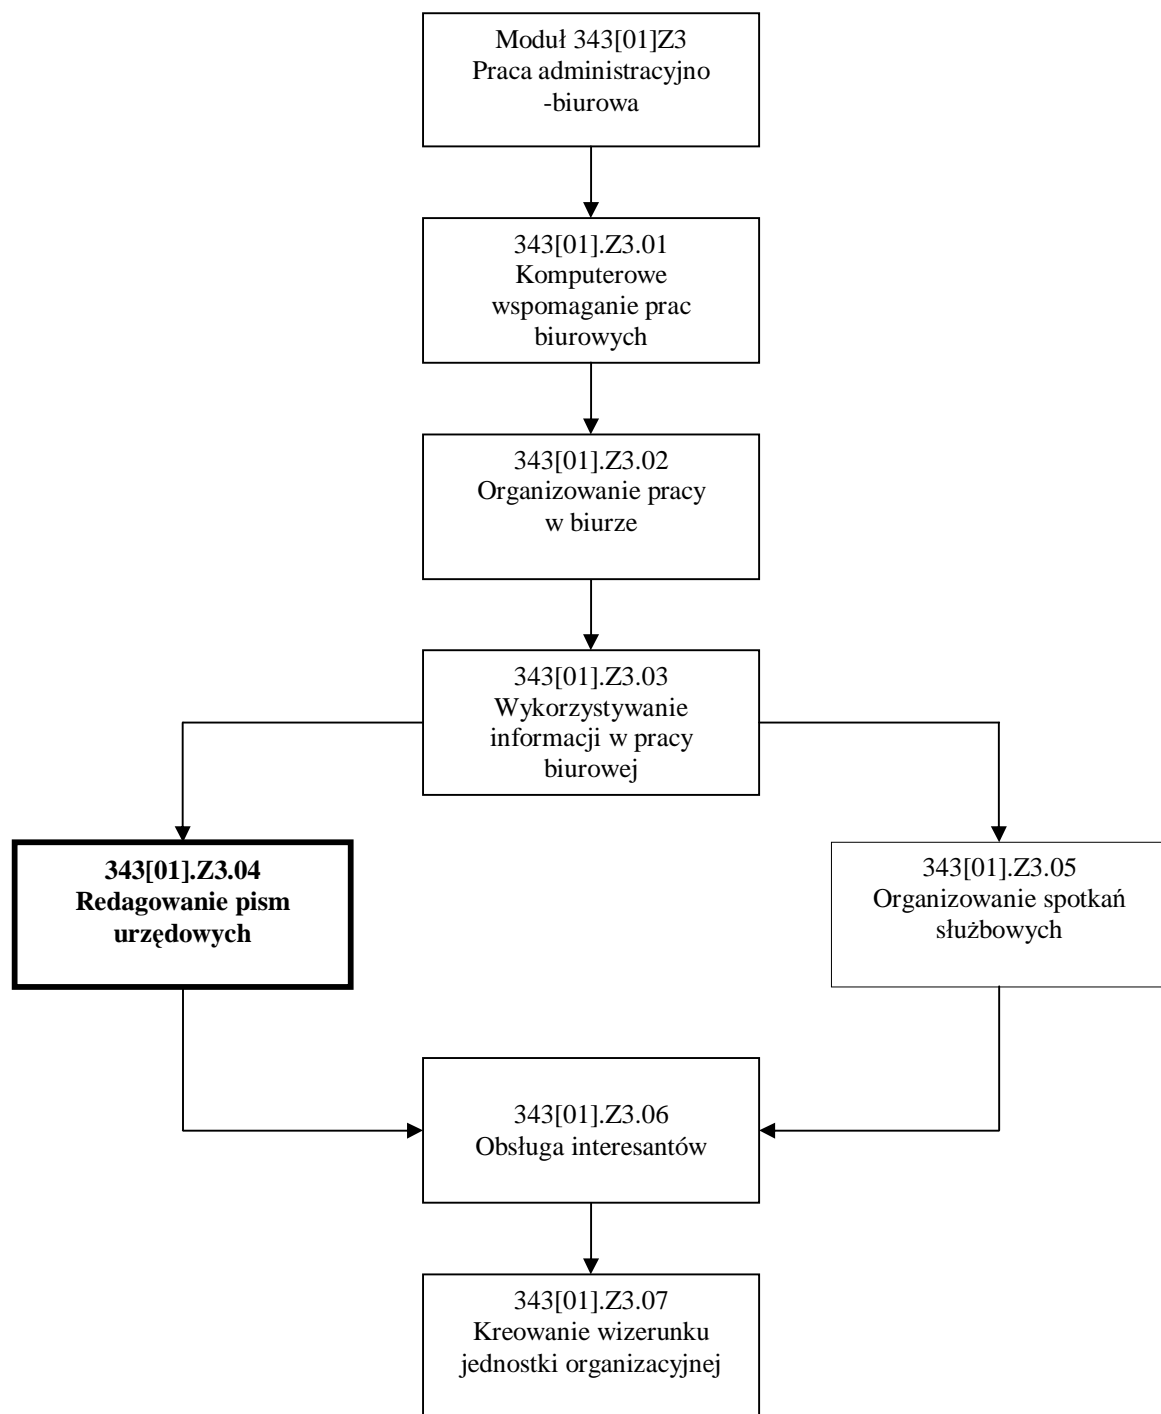 Moduł 343[01]Z3
Praca administracyjno
-biurowa
343[01].Z3.01
Komputerowe
wspomaganie prac
biurowych
343[01].Z3.02
Organizowanie pracy
w biurze
343[01].Z3.03
Wykorzystywanie
informacji w pracy
biurowej
343[01].Z3.04
Redagowanie pism
urzędowych
343[01].Z3.05
Organizowanie spotkań
służbowych
343[01].Z3.06
Obsługa interesantów
343[01].Z3.07
Kreowanie wizerunku
jednostki organizacyjnej